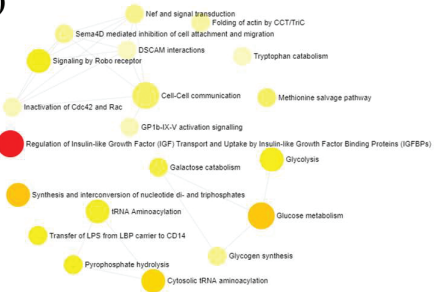 Nef and signal transduction
Folding of actin by CCT/TriC
Sema4D mediated inhibition of cell attachment and migration
DSCAM interactions
Tryptophan catabolism
Signaling by Robo receptor
Cell-Cell communication
Methionine salvage pathway
Inactivation of Cdc42 and Rac
GP1b-IX-V activation signalling
Regulation of Insulin-like Growth Factor (IGF) Transport and Uptake by Insulin-like Growth Factor Binding Proteins (IGFBPs)
Glycolysis
Galactose catabolism
Synthesis and interconversion of nucleotide di- and triphosphates
tRNA Aminoacylation
Glucose metabolism
Transfer of LPS from LBP carrier to CD14
Glycogen synthesis
Pyrophosphate hydrolysis
Cytosolic tRNA aminoacylation